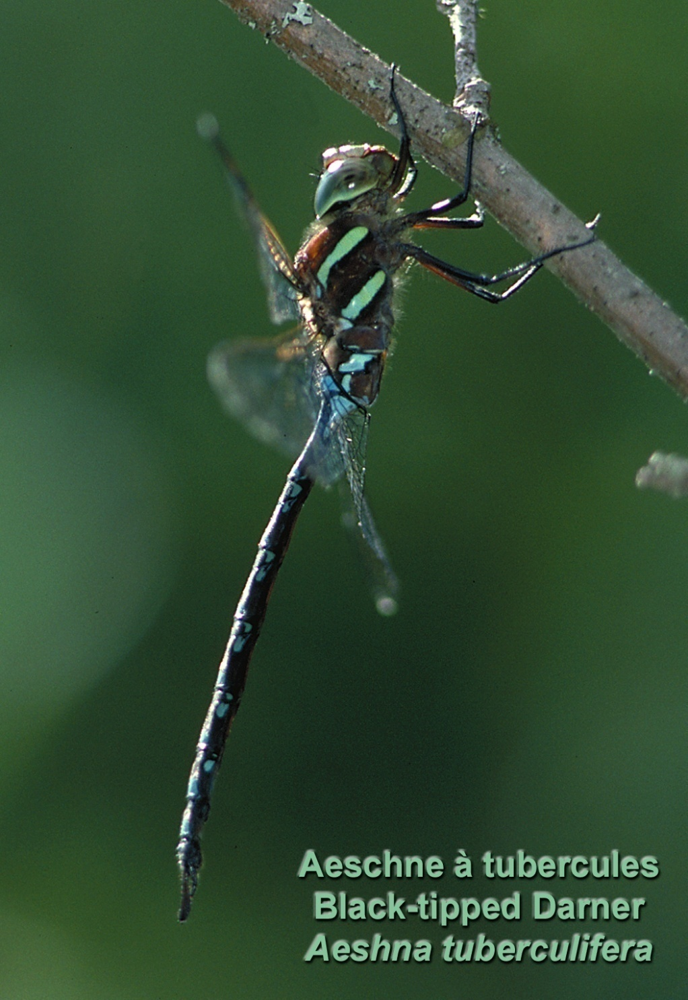 Aeschne à tubercules
Black-tipped Darner
Aeshna tuberculifera